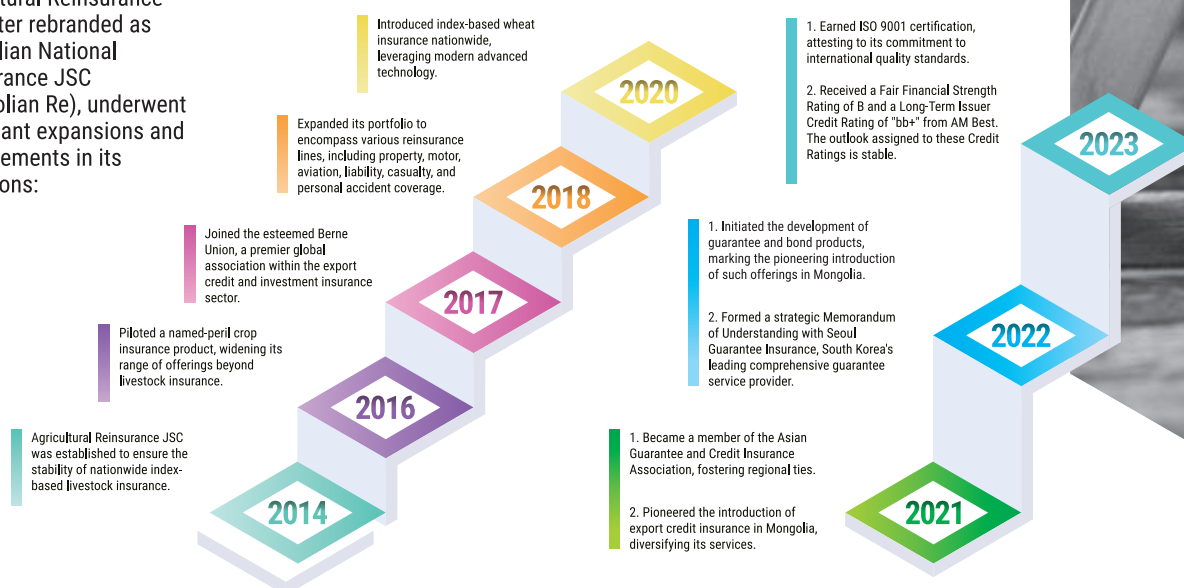 tural Reinsurance
ter rebranded as
lian National
rance JSC
olian Re), underwent
ant expansions and
ements in its
ons:
Agricultural Reinsurance JSC
was established to ensure the
stability of nationwide index-
based livestock insurance.
2014
Piloted a named-peril crop
insurance product, widening its
range of offerings beyond
livestock insurance.
2016
Joined the esteemed Berne
Union, a premier global
association within the export
credit and investment insurance
sector.
2017
Expanded its portfolio to
encompass various reinsurance
lines, including property, motor,
aviation, liability, casualty, and
personal accident coverage.
2018
Introduced index-based wheat
insurance nationwide,
leveraging modern advanced
technology.
2020
1. Became a member of the Asian
Guarantee and Credit Insurance
Association, fostering regional ties.
2. Pioneered the introduction of
export credit insurance in Mongolia,
diversifying its services.
2021
1. Initiated the development of
guarantee and bond products,
marking the pioneering introduction
of such offerings in Mongolia.
2. Formed a strategic Memorandum
of Understanding with Seoul
Guarantee Insurance, South Korea's
leading comprehensive guarantee
service provider.
2022
1. Earned ISO 9001 certification,
attesting to its commitment to
international quality standards.
2. Received a Fair Financial Strength
Rating of B and a Long-Term Issuer
Credit Rating of "bb+" from AM Best.
The outlook assigned to these Credit
Ratings is stable.
2023